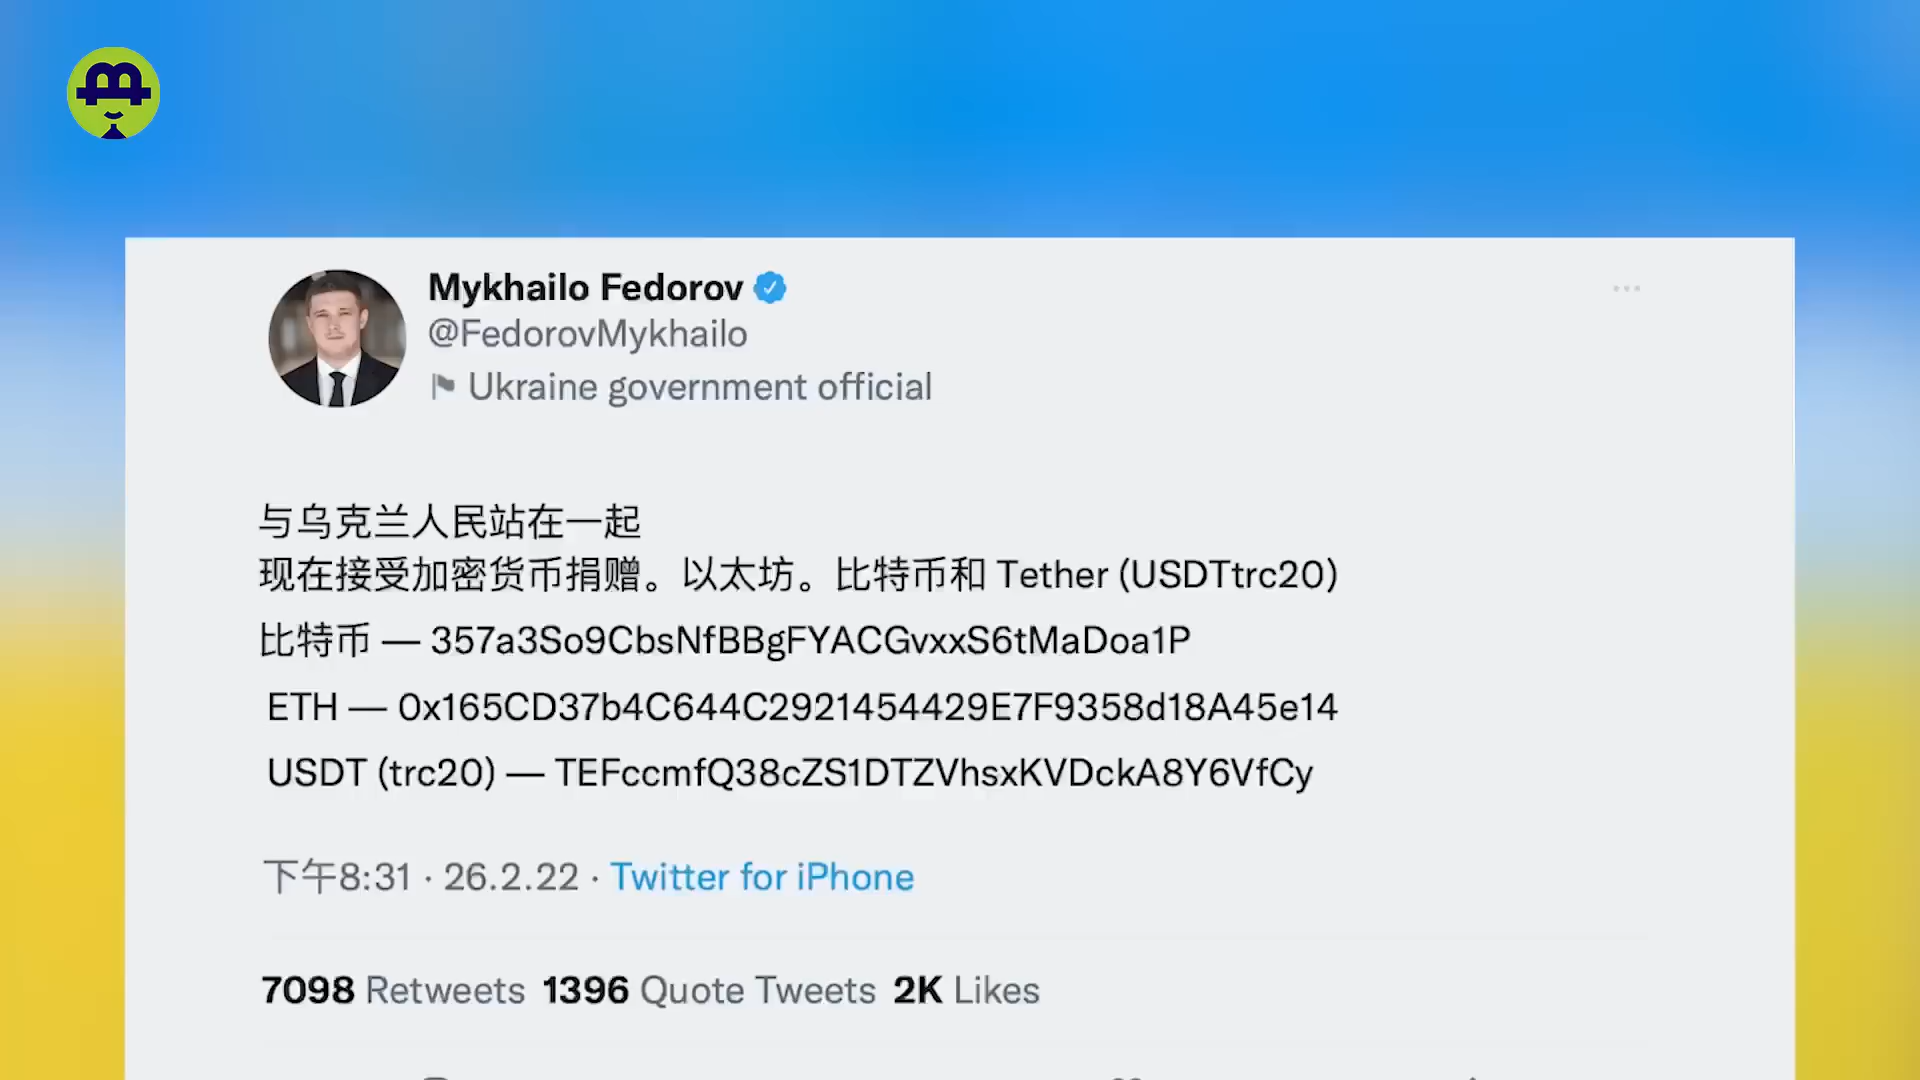 Mykhailo Fedorov
@FedorovMykhailo
Ukraine government official
与乌克兰人民站在一起
现在接受加密货币捐赠。以太坊。比特币和 Tether (USDTtrc20)
比特币 — 357a3So9CbsNfBBgFYACGvxxS6tMaDoa1P
ETH — 0x165CD37b4C644C2921454429E7F9358d18A45e14
USDT (trc20) — TEFccmfQ38cZS1DTZVhsxKVDckA8Y6VfCy
下午8:31 · 26.2.22 · Twitter for iPhone
7098 Retweets 1396 Quote Tweets 2K Likes